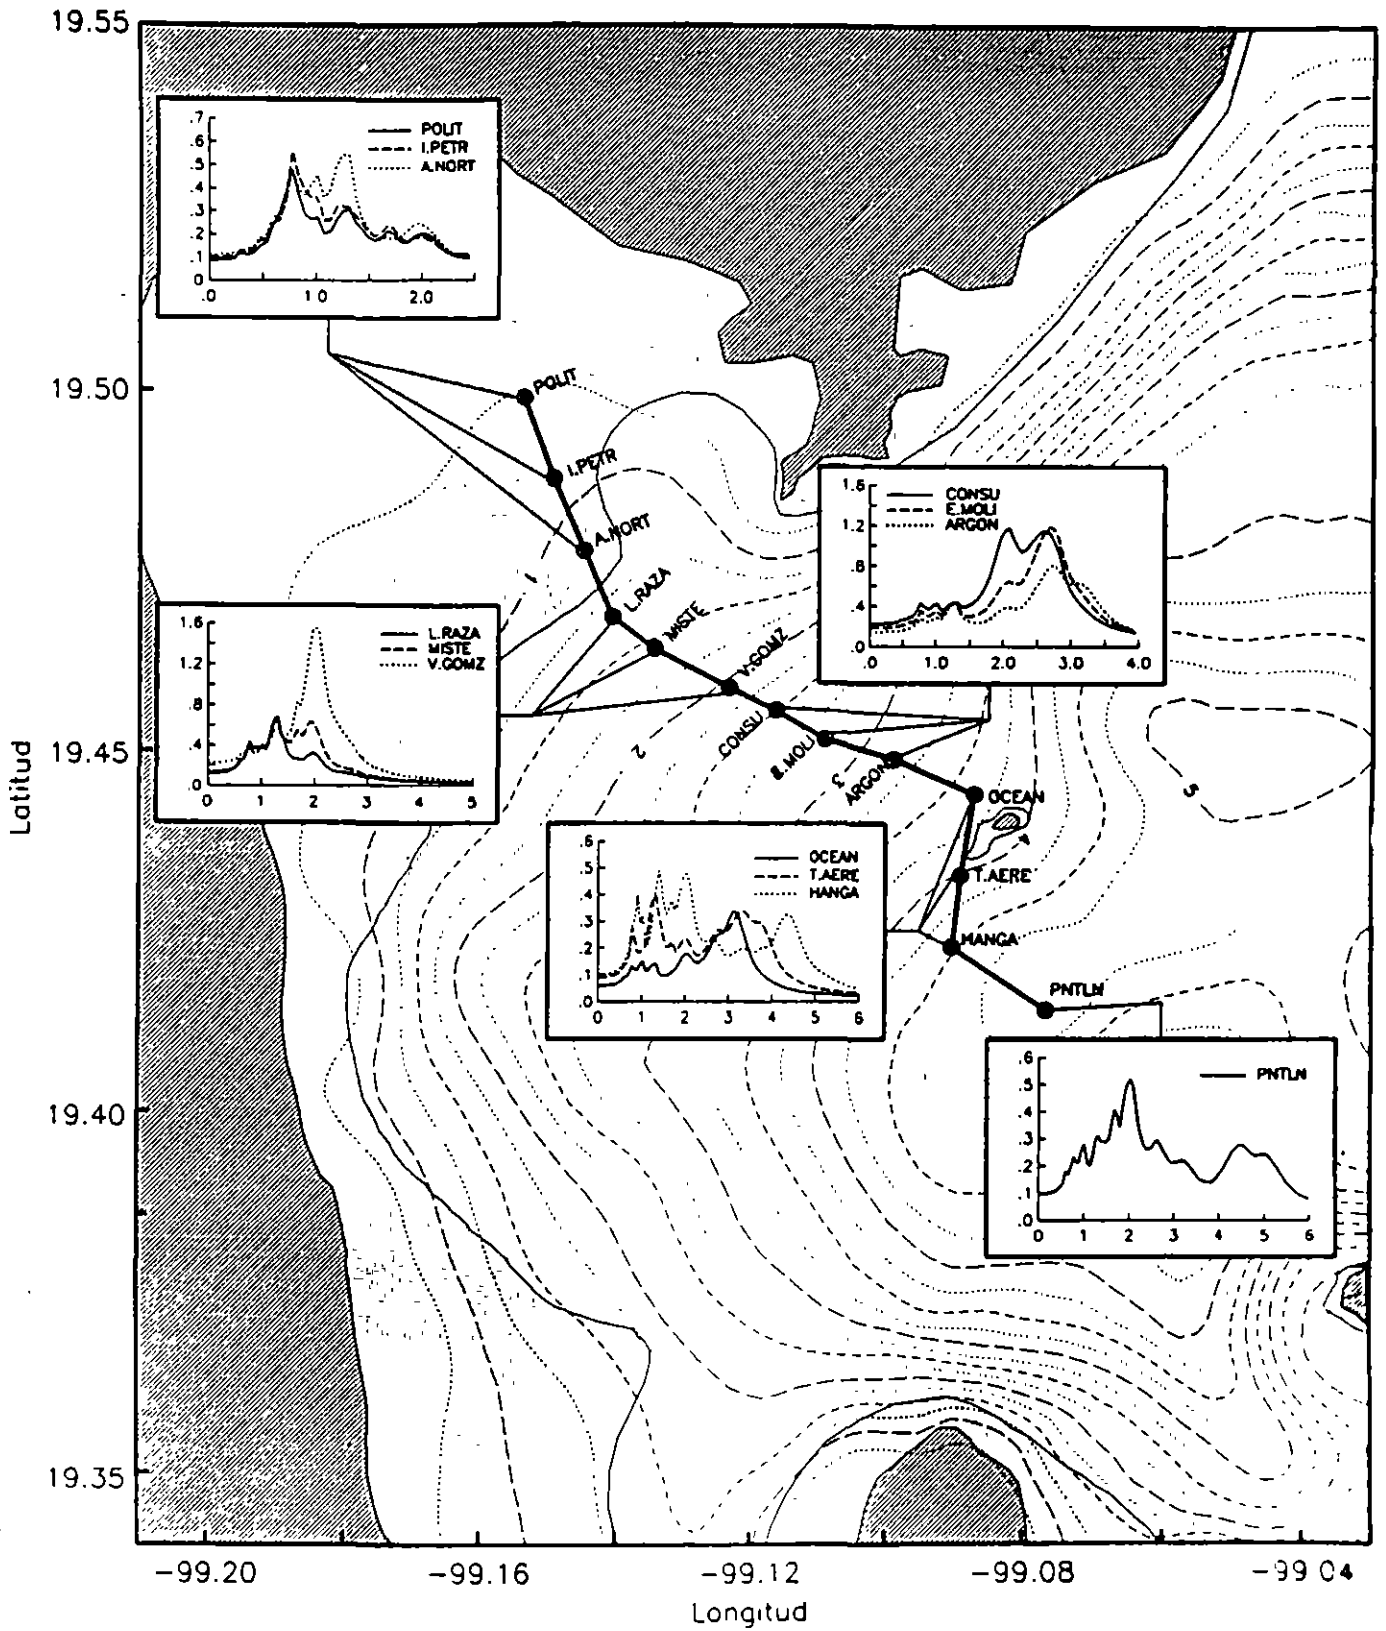 19.55
.7
.6
.5
.4
.3
.2
.1
0
.0 1.0 2.0
POLIT
I.PETR
A.NORT
19.50
POLIT
I.PETR
A.NORT
L.RAZA
MISTE
V.GOMZ
CONSU
E.MOLI
ARGON
OCEAN
T.AERE
HANGA
PNTLN
1
2
3
4
5
1.6
1.2
.8
.4
.0
.0 1.0 2.0 3.0 4.0
CONSU
E.MOLI
ARGON
1.6
1.2
.8
.4
0
0 1 2 3 4 5
L.RAZA
MISTE
V.GOMZ
19.45
Latitud
.6
.5
.4
.3
.2
.1
.0
0 1 2 3 4 5 6
OCEAN
T.AERE
HANGA
.6
.5
.4
.3
.2
.1
.0
0 1 2 3 4 5 6
PNTLN
19.40
19.35
-99.20 -99.16 -99.12 -99.08 -99.04
Longitud